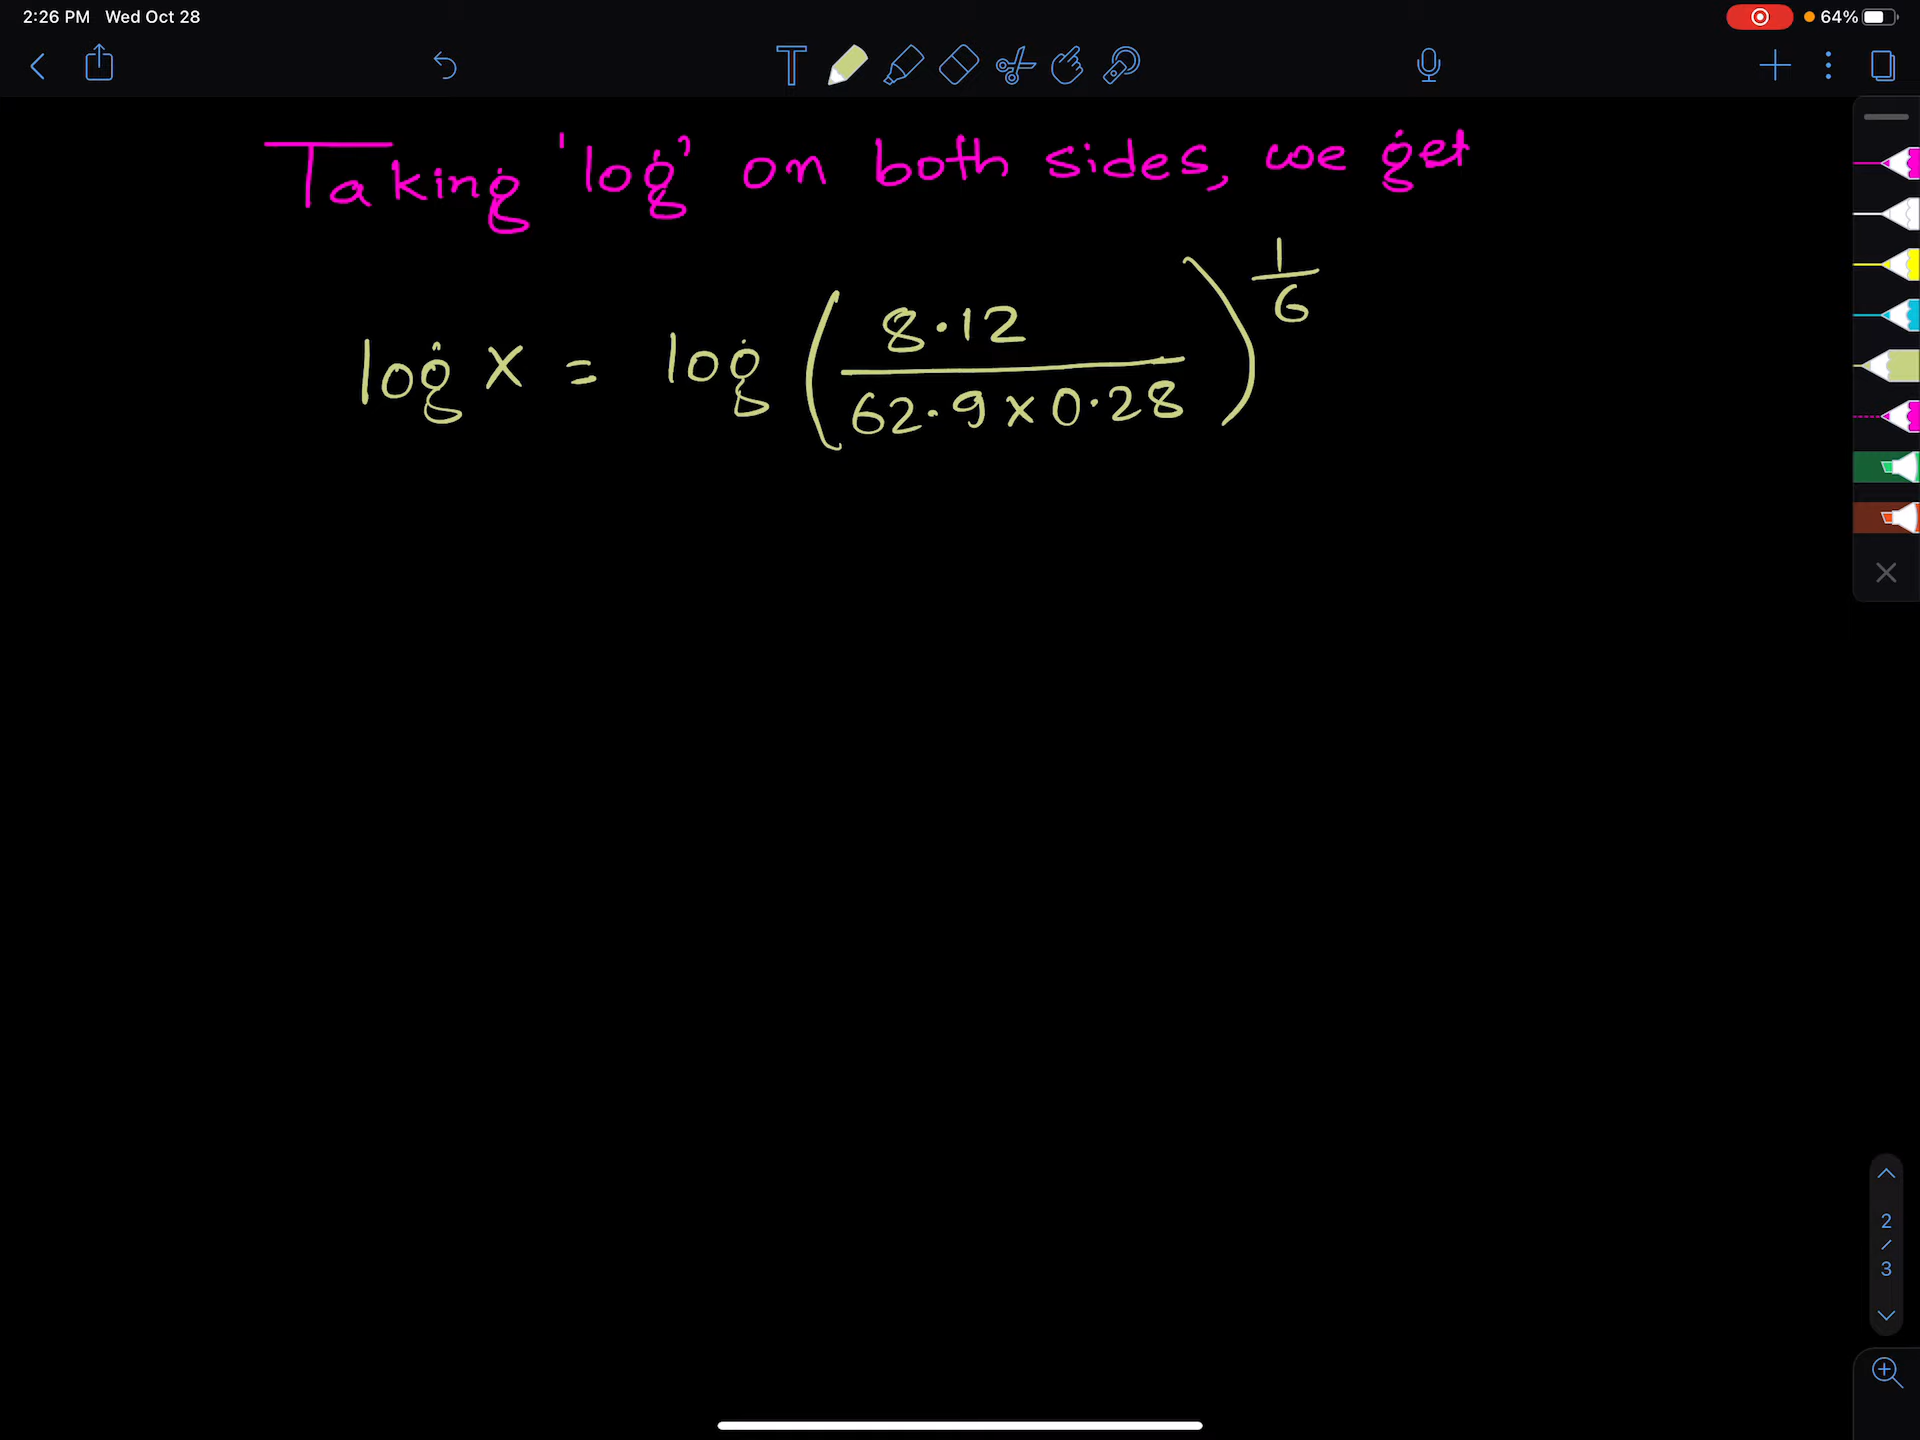 2:26 PM Wed Oct 28 64%
Taking 'log' on both sides, we get
log x = log (8.12 / 62.9 x 0.28)^1/6
2
/
3